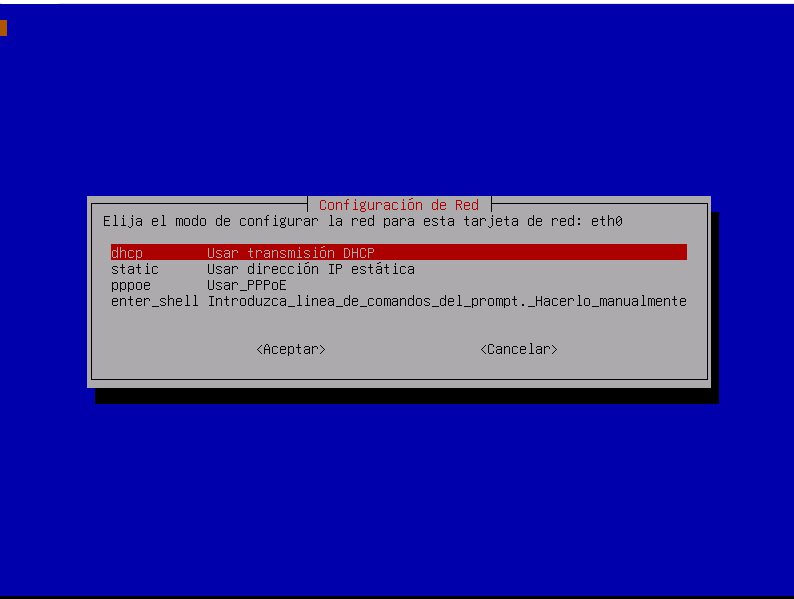 Configuración de Red
Elija el modo de configurar la red para esta tarjeta de red: eth0
dhcp Usar transmisión DHCP
static Usar dirección IP estática
pppoe Usar_PPPoE
enter_shell Introduzca_linea_de_comandos_del_prompt._Hacerlo_manualmente
<Aceptar> <Cancelar>